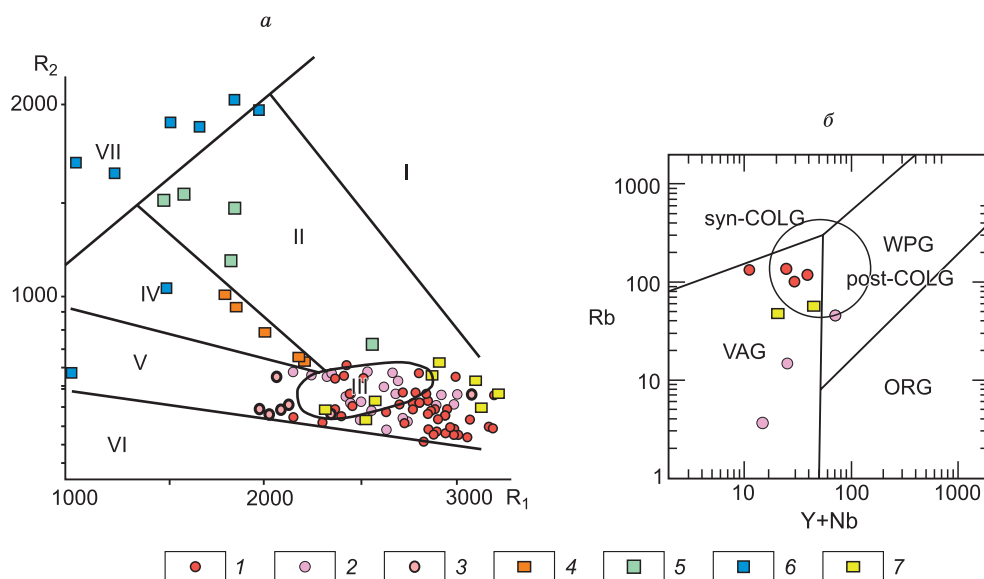 а
R2
2000
1000
I
II
III
IV
V
VI
VII
1000
2000
3000
R1
б
1000
100
10
1
Rb
syn-COLG
WPG
post-COLG
VAG
ORG
10
100
1000
Y+Nb
1
2
3
4
5
6
7